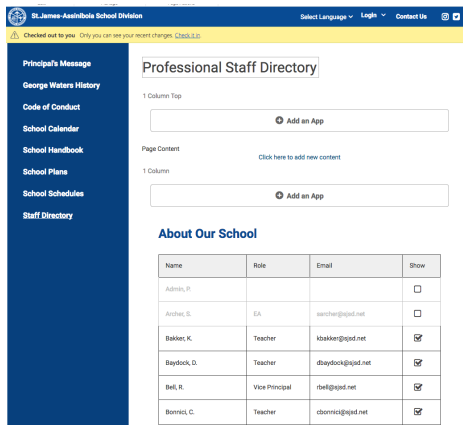 St.James-Assiniboia School Division
Select Language
Login
Contact Us
Checked out to you Only you can see your recent changes. Check it in.
Principal's Message
George Waters History
Code of Conduct
School Calendar
School Handbook
School Plans
School Schedules
Staff Directory
Professional Staff Directory
1 Column Top
Add an App
Page Content
Click here to add new content
1 Column
Add an App
About Our School
Name Role Email Show
Admin, P.
Archer, S. EA sarcher@sjsd.net
Bakker, K. Teacher kbakker@sjsd.net
Baydock, D. Teacher dbaydock@sjsd.net
Bell, R. Vice Principal rbell@sjsd.net
Bonnici, C. Teacher cbonnici@sjsd.net